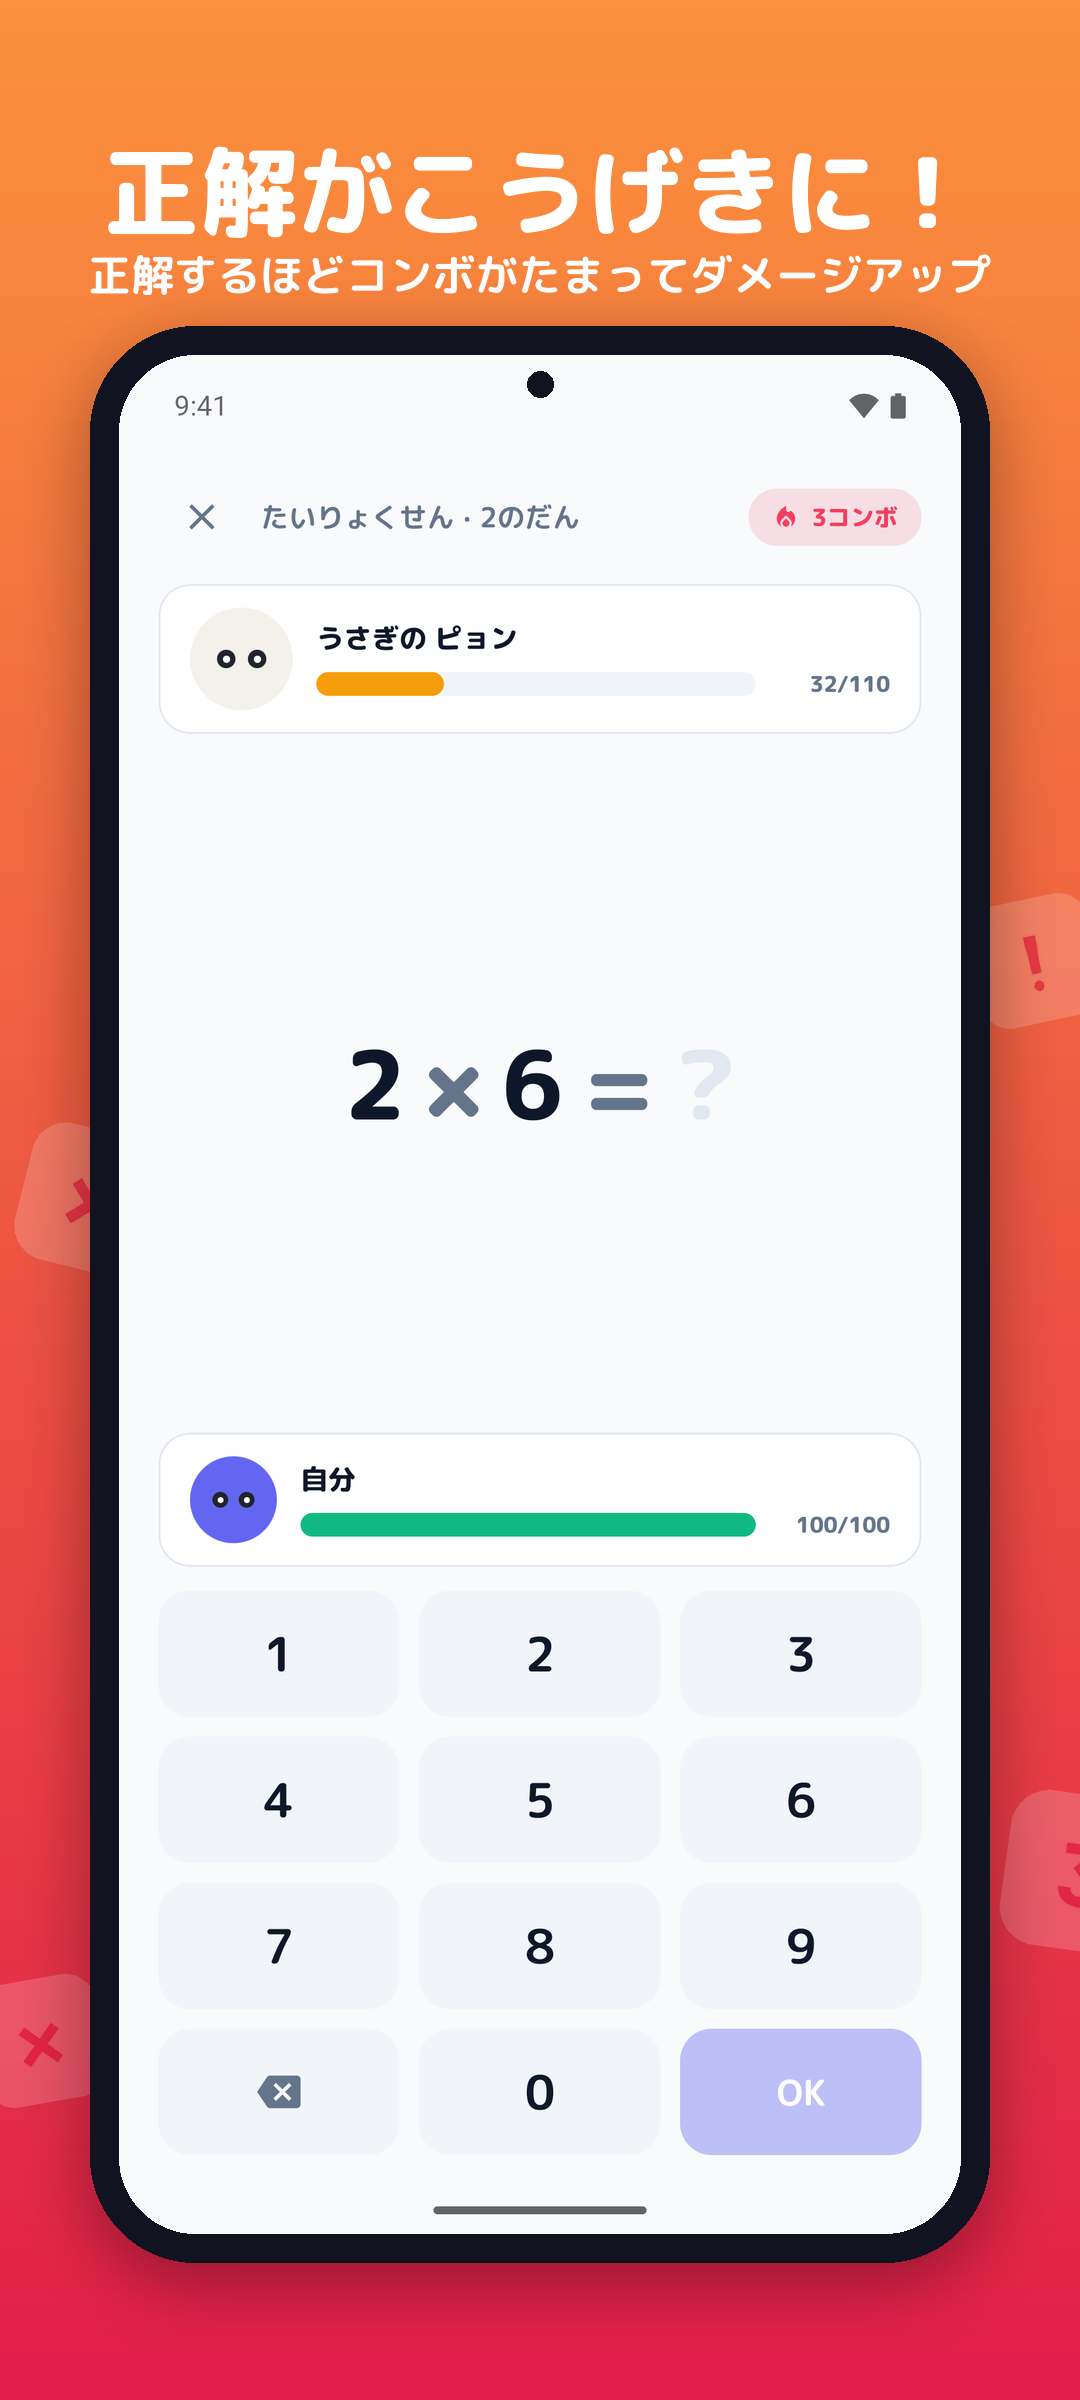 正解がこうげきに！
正解するほどコンボがたまってダメージアップ
9:41
たいりょくせん · 2のだん
3コンボ
うさぎの ピョン
32/110
!
2 × 6 = ?
×
自分
100/100
1 2 3
4 5 6
3
7 8 9
×
0 OK